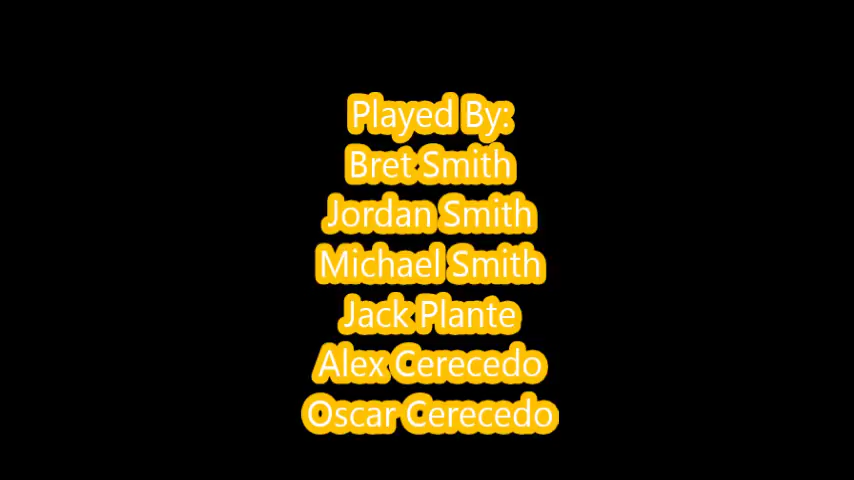 Played By:
Bret Smith
Jordan Smith
Michael Smith
Jack Plante
Alex Cerecedo
Oscar Cerecedo